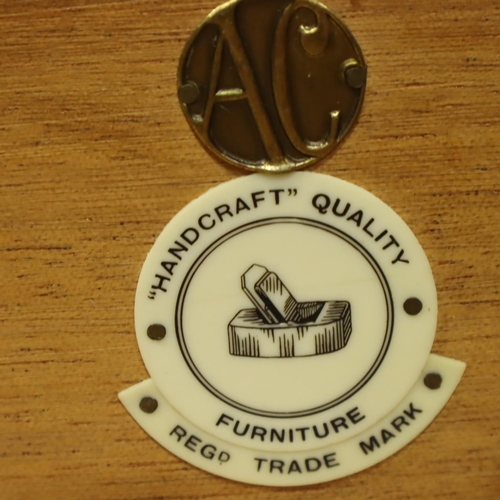 AC
"HANDCRAFT" QUALITY
FURNITURE
REGD TRADE MARK